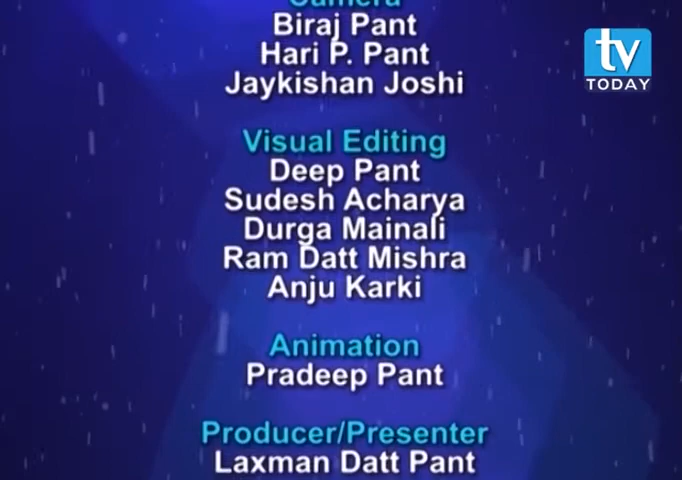 Camera
Biraj Pant
Hari P. Pant
Jaykishan Joshi
tv
TODAY
Visual Editing
Deep Pant
Sudesh Acharya
Durga Mainali
Ram Datt Mishra
Anju Karki
Animation
Pradeep Pant
Producer/Presenter
Laxman Datt Pant